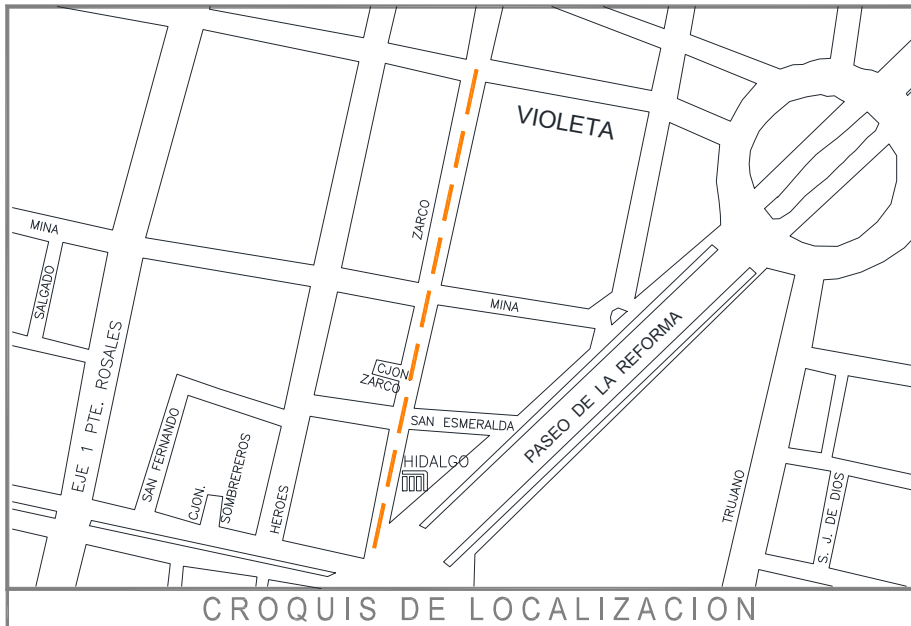 VIOLETA
ZARCO
MINA
SALGADO
MINA
EJE 1 PTE. ROSALES
PASEO DE LA REFORMA
CJON.
ZARCO
SAN FERNANDO
SAN ESMERALDA
HIDALGO
CJON.
SOMBREREROS
HEROES
TRUJANO
S. J. DE DIOS
CROQUIS DE LOCALIZACION